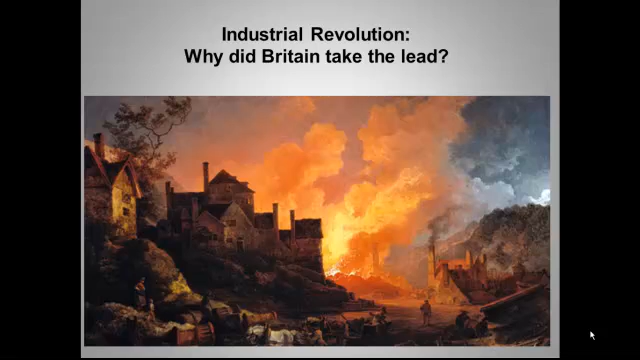 Industrial Revolution:
Why did Britain take the lead?